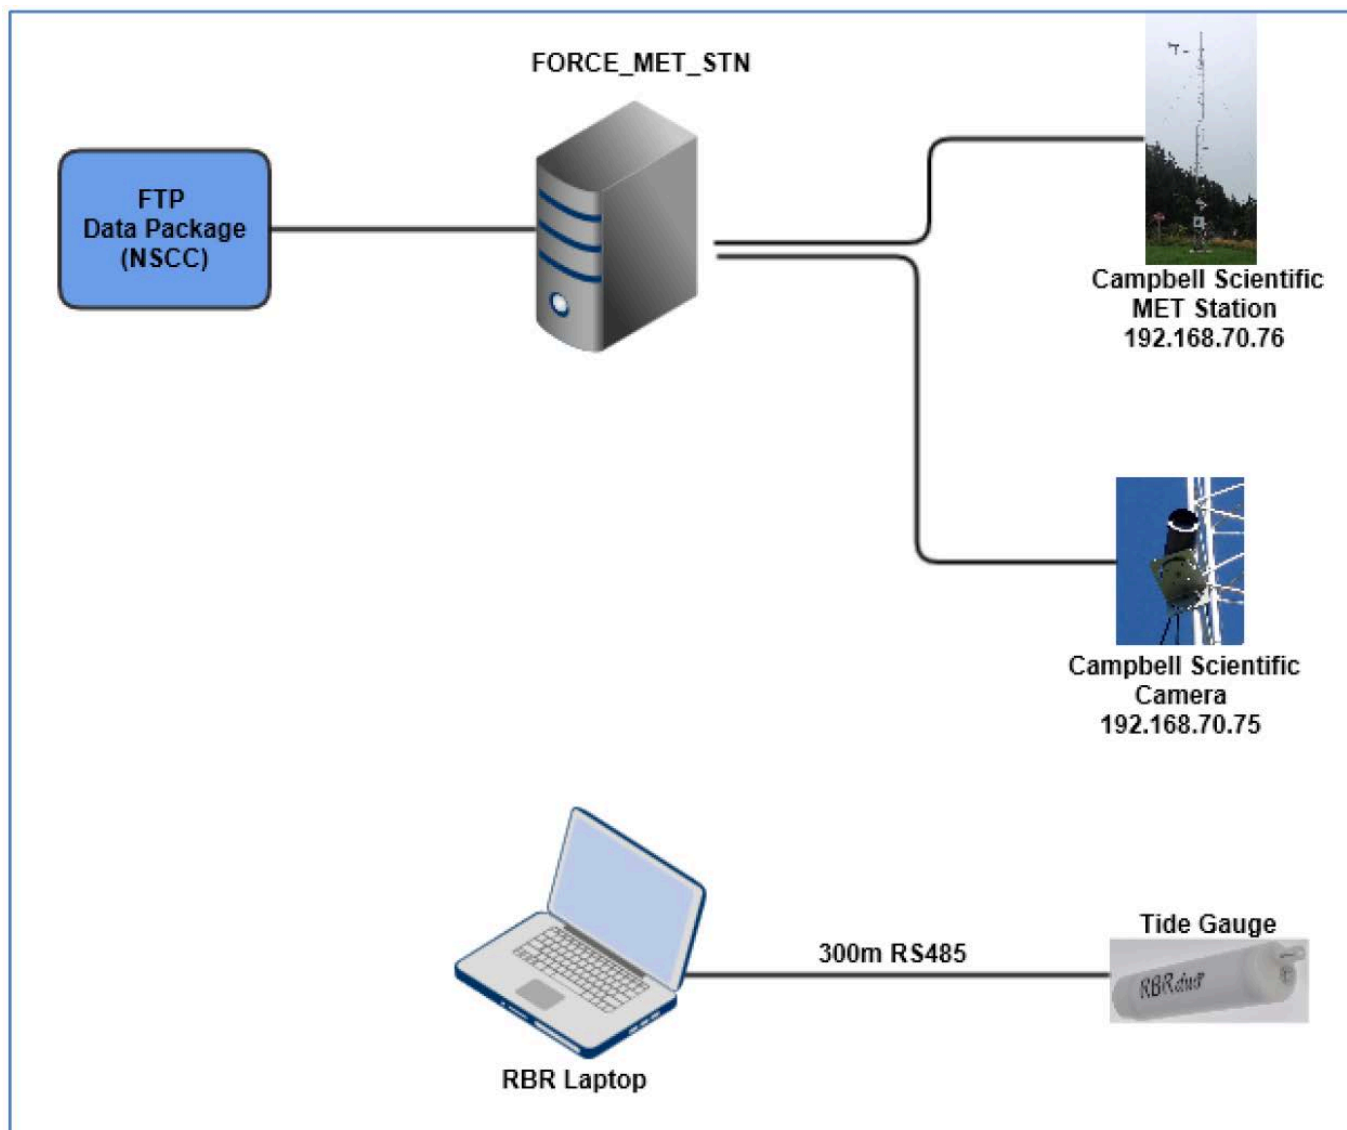 FORCE_MET_STN
FTP
Data Package
(NSCC)
Campbell Scientific
MET Station
192.168.70.76
Campbell Scientific
Camera
192.168.70.75
Tide Gauge
300m RS485
RBRduo
RBR Laptop